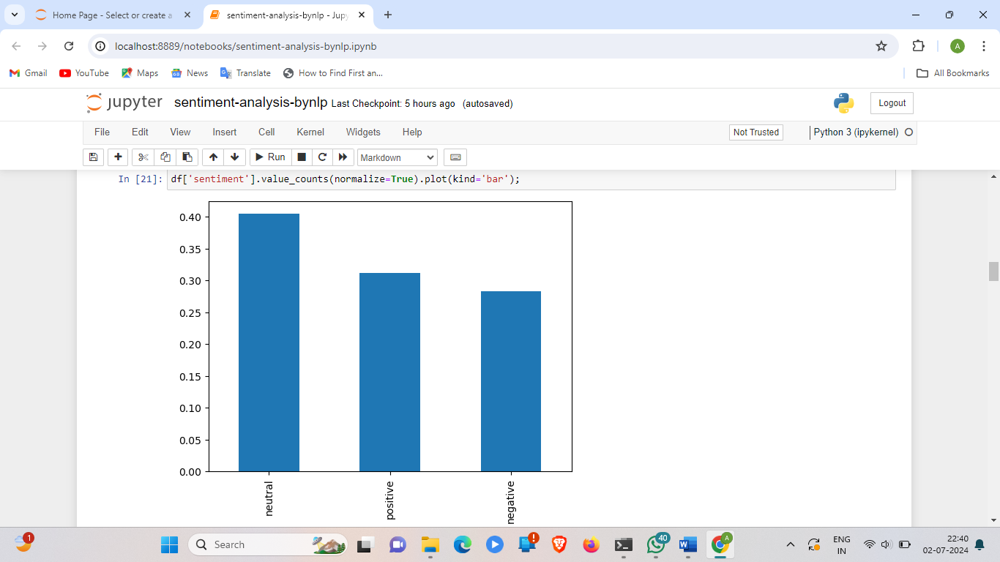 Home Page - Select or create a
sentiment-analysis-bynlp - Jupy
localhost:8889/notebooks/sentiment-analysis-bynlp.ipynb
A
Gmail
YouTube
Maps
News
Translate
How to Find First an...
All Bookmarks
jupyter
sentiment-analysis-bynlp Last Checkpoint: 5 hours ago (autosaved)
Logout
File Edit View Insert Cell Kernel Widgets Help
Not Trusted
Python 3 (ipykernel)
Run
Markdown
In [21]: df['sentiment'].value_counts(normalize=True).plot(kind='bar');
0.40
0.35
0.30
0.25
0.20
0.15
0.10
0.05
0.00
neutral
positive
negative
1
Search
40
A
ENG
IN
22:40
02-07-2024